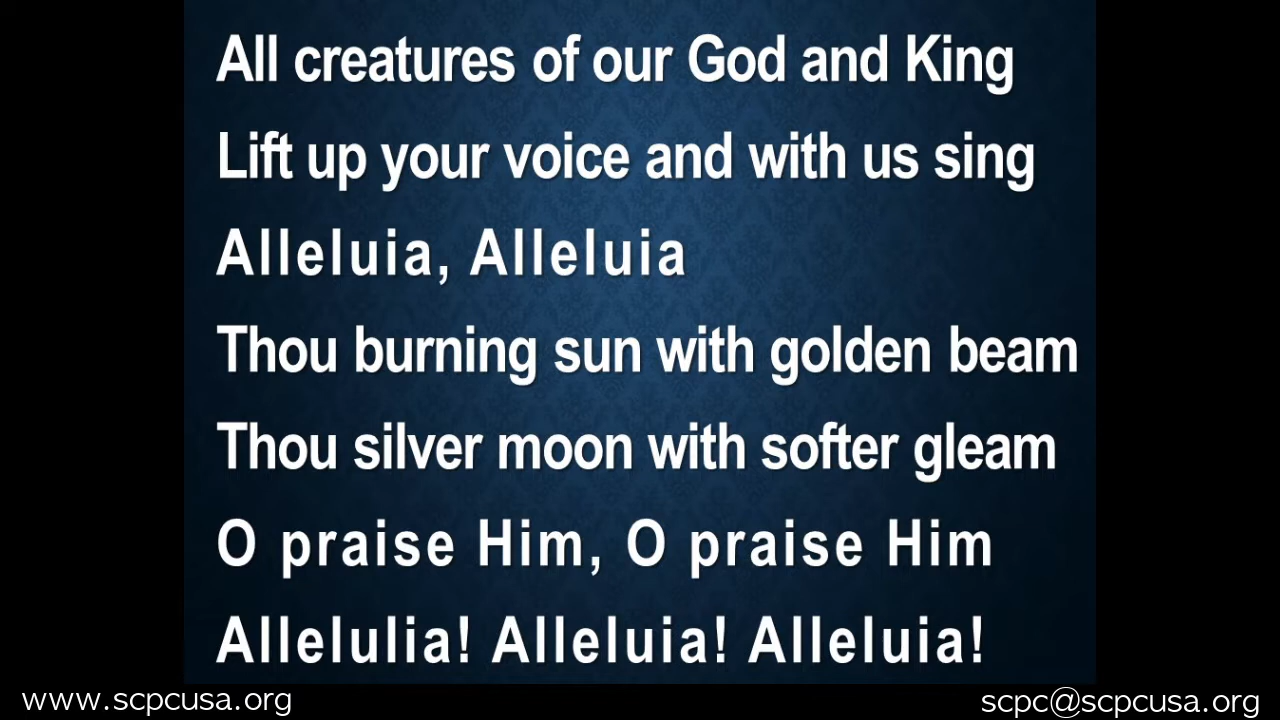 All creatures of our God and King
Lift up your voice and with us sing
Alleluia, Alleluia
Thou burning sun with golden beam
Thou silver moon with softer gleam
O praise Him, O praise Him
Allelulia! Alleluia! Alleluia!
www.scpcusa.org
scpc@scpcusa.org